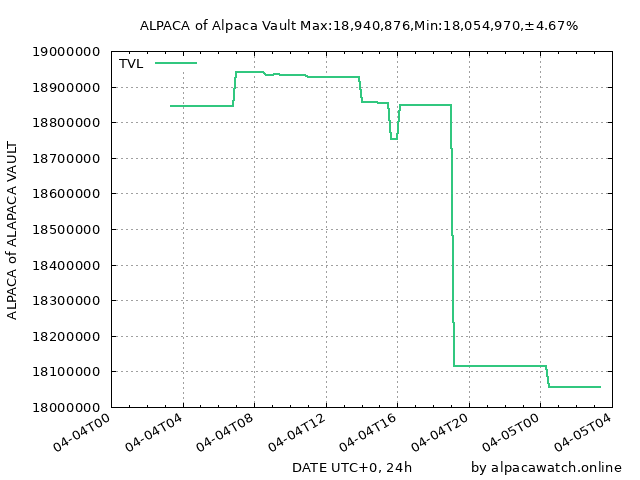 ALPACA of Alpaca Vault Max:18,940,876,Min:18,054,970,±4.67%
TVL
ALPACA of ALAPACA VAULT
19000000
18900000
18800000
18700000
18600000
18500000
18400000
18300000
18200000
18100000
18000000
04-04T00
04-04T04
04-04T08
04-04T12
04-04T16
04-04T20
04-05T00
04-05T04
DATE UTC+0, 24h
by alpacawatch.online